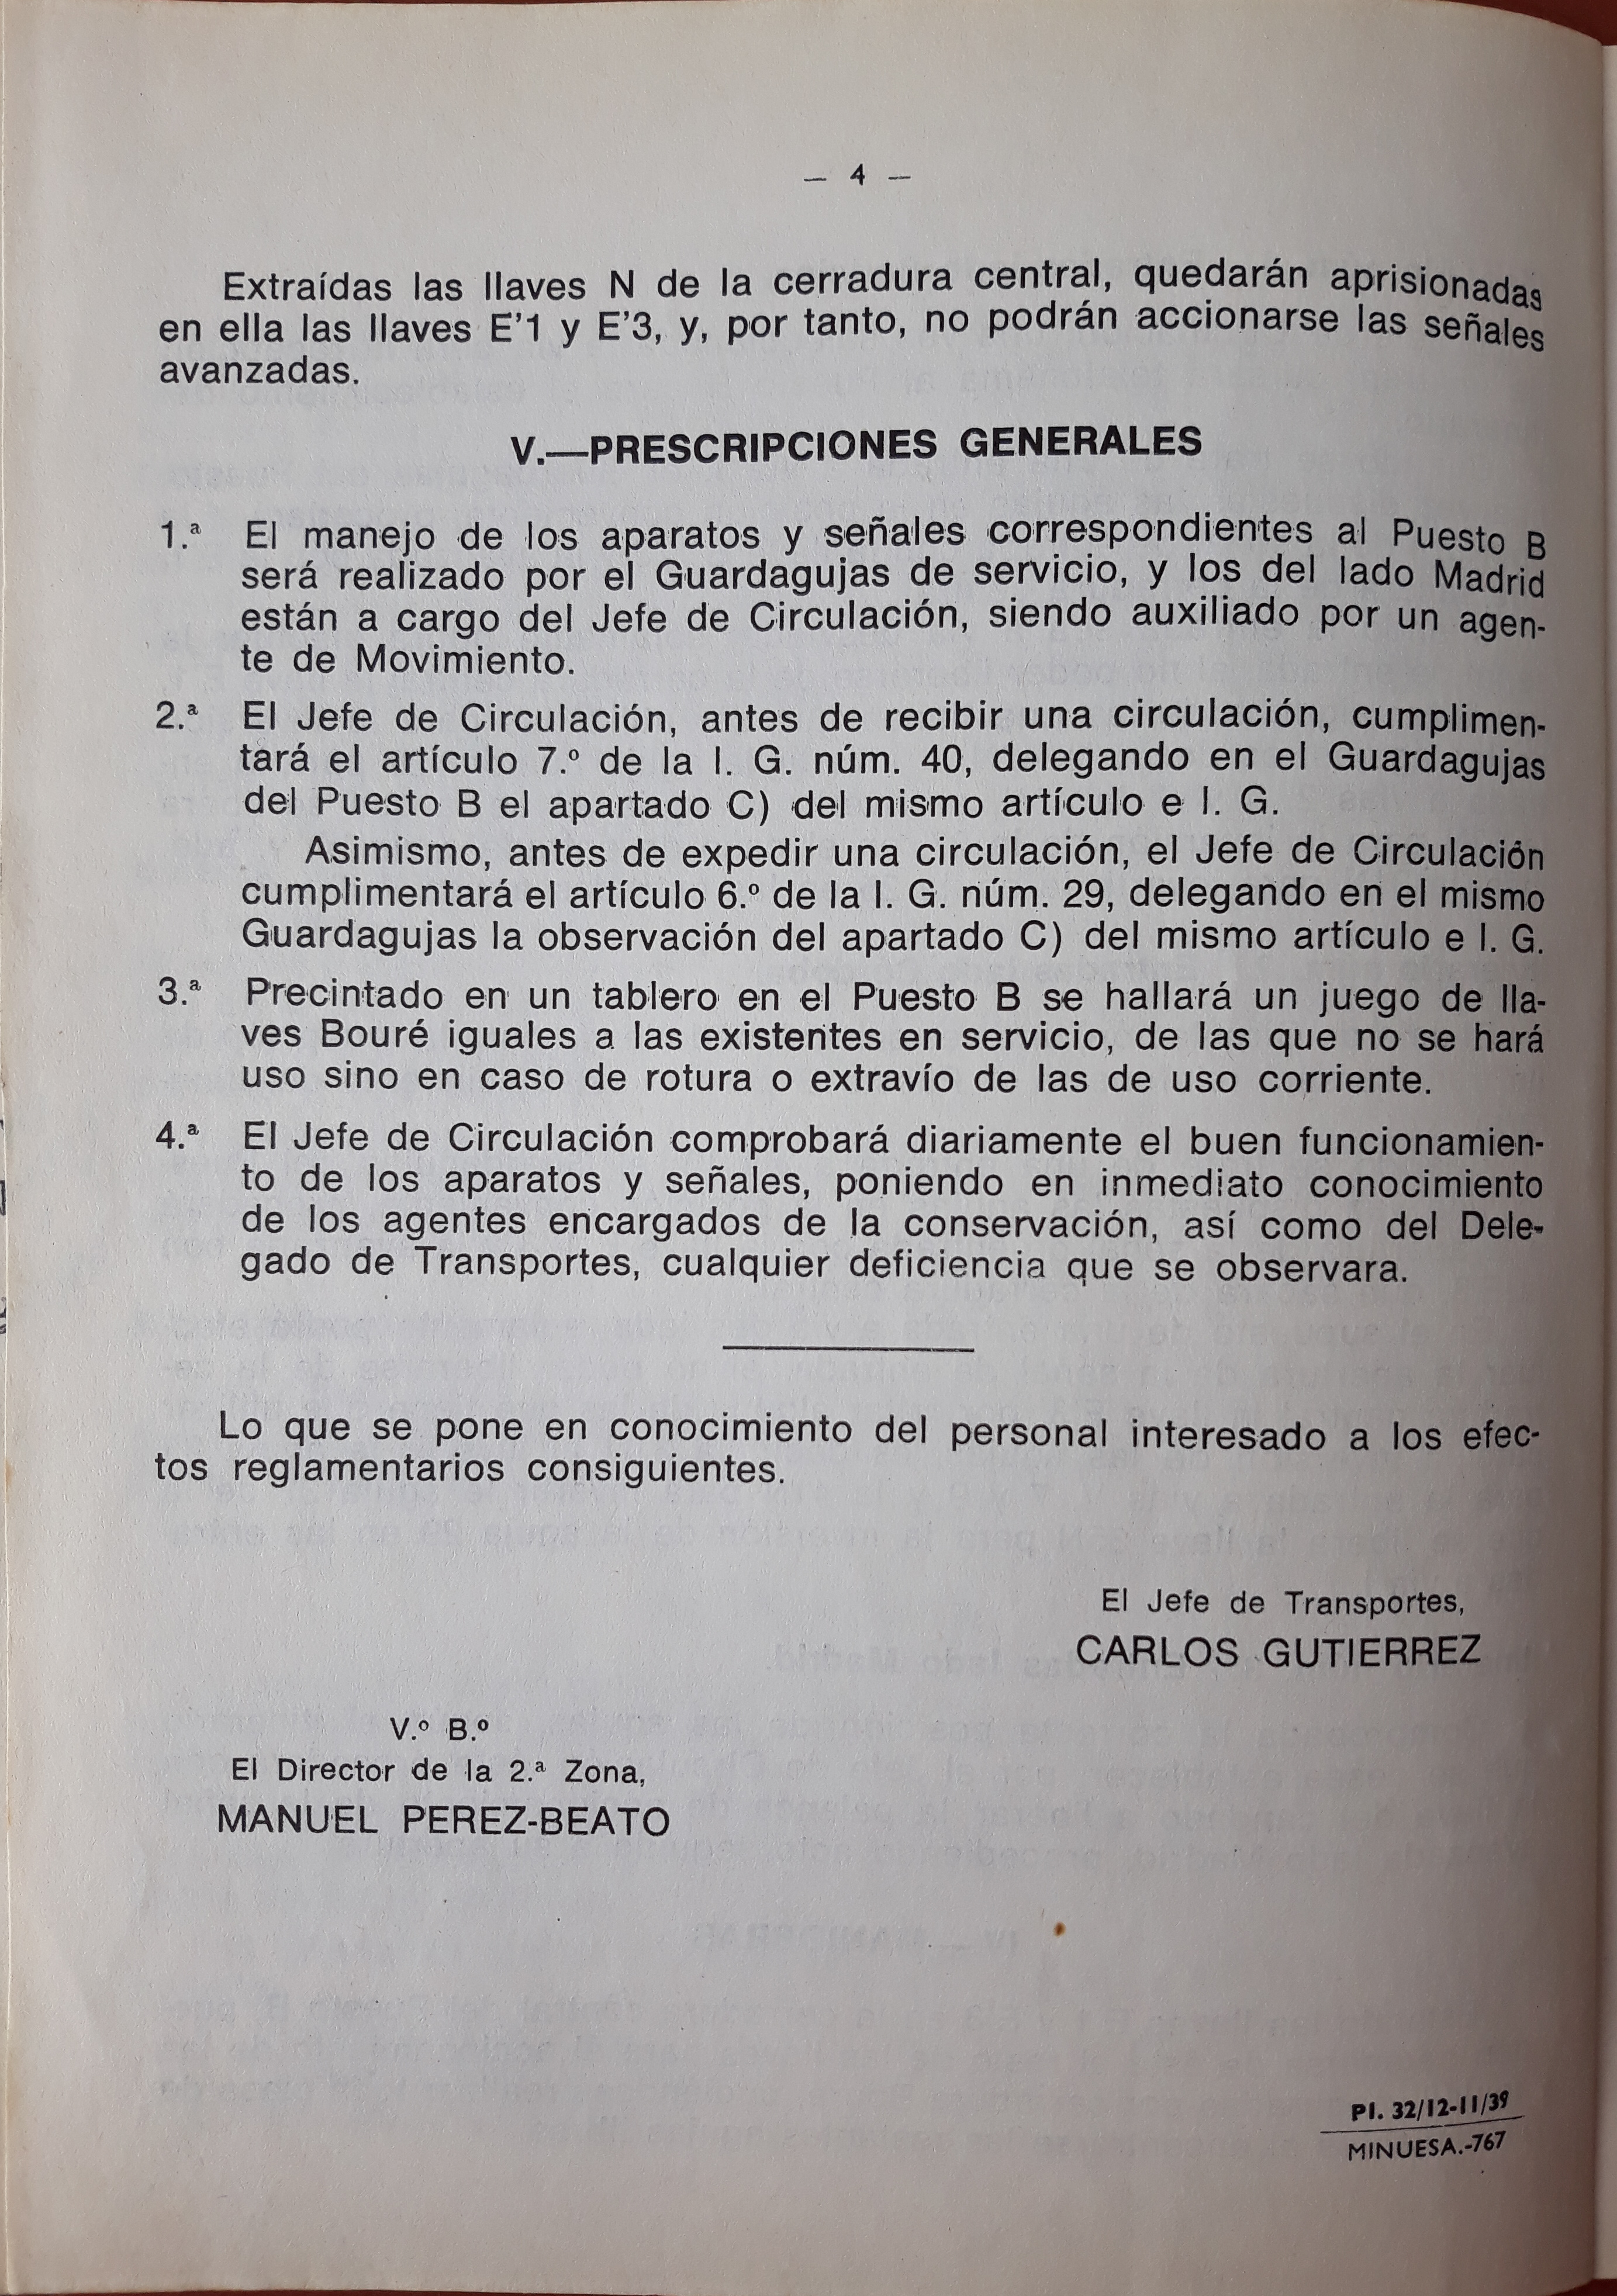 — 4 —
Extraídas las llaves N de la cerradura central, quedarán aprisionadas
en ella las llaves E'1 y E'3, y, por tanto, no podrán accionarse las señales
avanzadas.
V.—PRESCRIPCIONES GENERALES
1.ª El manejo de los aparatos y señales correspondientes al Puesto B
será realizado por el Guardagujas de servicio, y los del lado Madrid
están a cargo del Jefe de Circulación, siendo auxiliado por un agen-
te de Movimiento.
2.ª El Jefe de Circulación, antes de recibir una circulación, cumplimen-
tará el artículo 7.º de la I. G. núm. 40, delegando en el Guardagujas
del Puesto B el apartado C) del mismo artículo e I. G.
Asimismo, antes de expedir una circulación, el Jefe de Circulación
cumplimentará el artículo 6.º de la I. G. núm. 29, delegando en el mismo
Guardagujas la observación del apartado C) del mismo artículo e I. G.
3.ª Precintado en un tablero en el Puesto B se hallará un juego de lla-
ves Bouré iguales a las existentes en servicio, de las que no se hará
uso sino en caso de rotura o extravío de las de uso corriente.
4.ª El Jefe de Circulación comprobará diariamente el buen funcionamien-
to de los aparatos y señales, poniendo en inmediato conocimiento
de los agentes encargados de la conservación, así como del Dele-
gado de Transportes, cualquier deficiencia que se observara.
Lo que se pone en conocimiento del personal interesado a los efec-
tos reglamentarios consiguientes.
El Jefe de Transportes,
CARLOS GUTIERREZ
V.º B.º
El Director de la 2.ª Zona,
MANUEL PEREZ-BEATO
PI. 32/12-11/39
MINUESA.-767